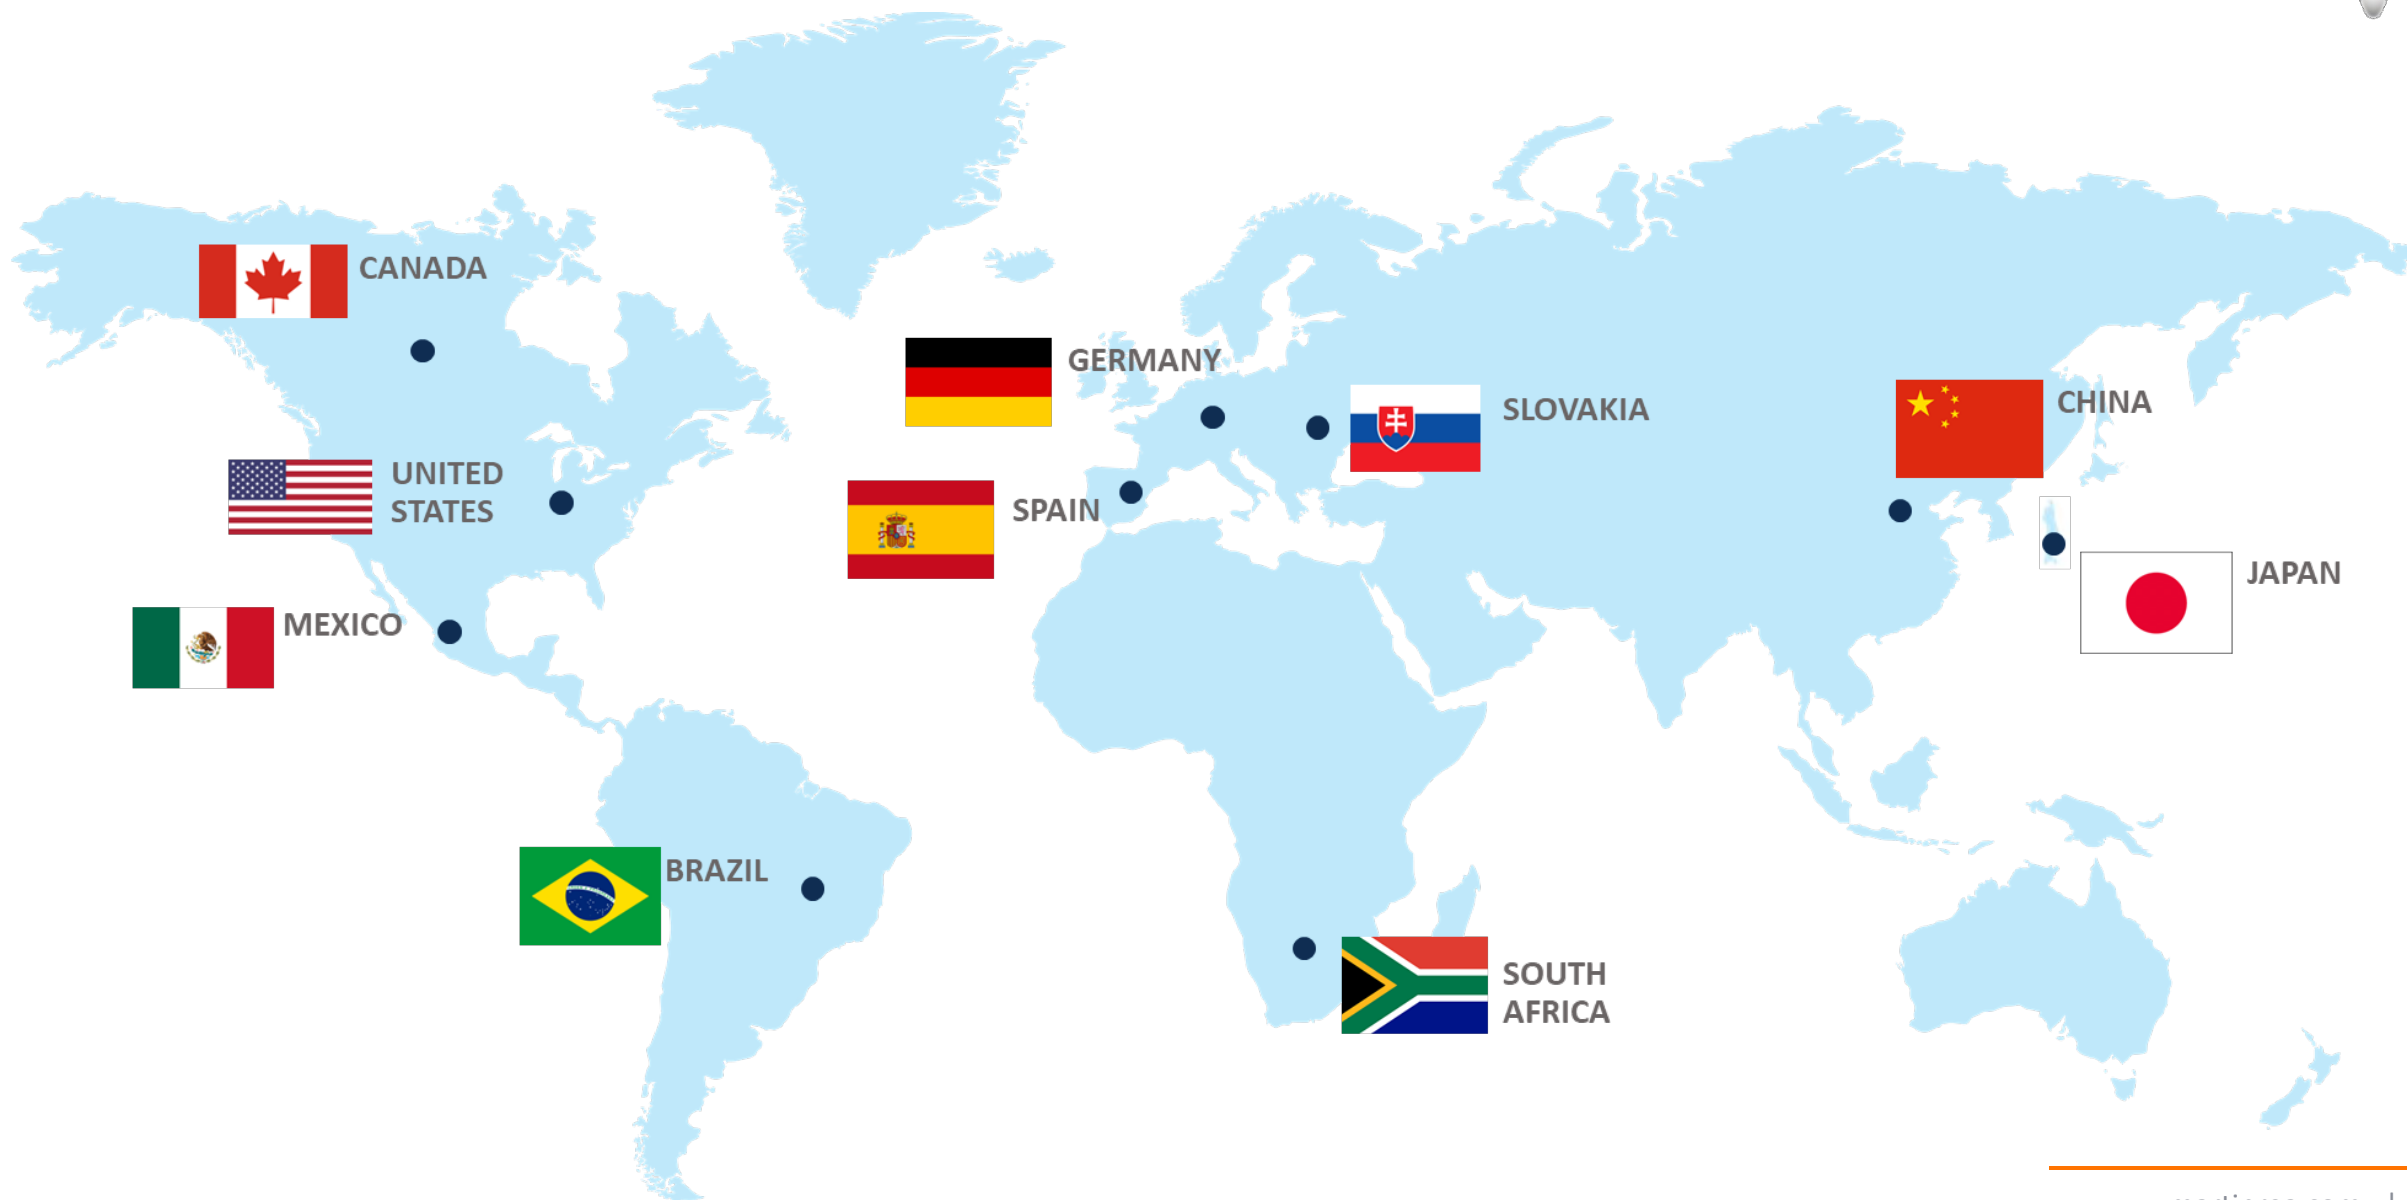 CANADA
GERMANY
CHINA
SLOVAKIA
UNITED
STATES
SPAIN
JAPAN
MEXICO
BRAZIL
SOUTH
AFRICA